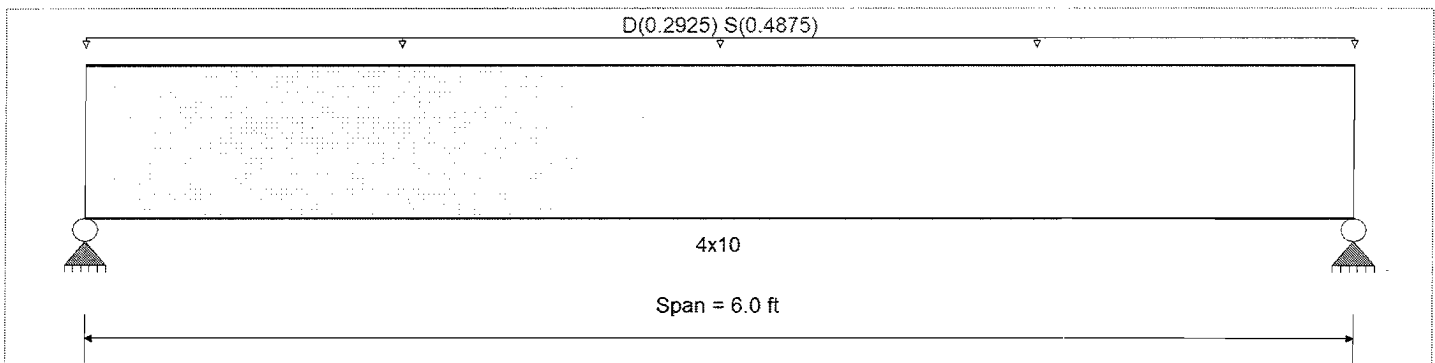 D(0.2925) S(0.4875)
4x10
Span = 6.0 ft